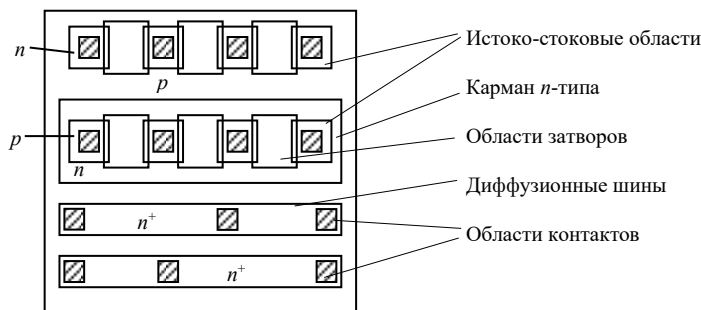 n
p
Истоко-стоковые области
Карман n-типа
p
n
Области затворов
Диффузионные шины
n⁺
Области контактов
n⁺